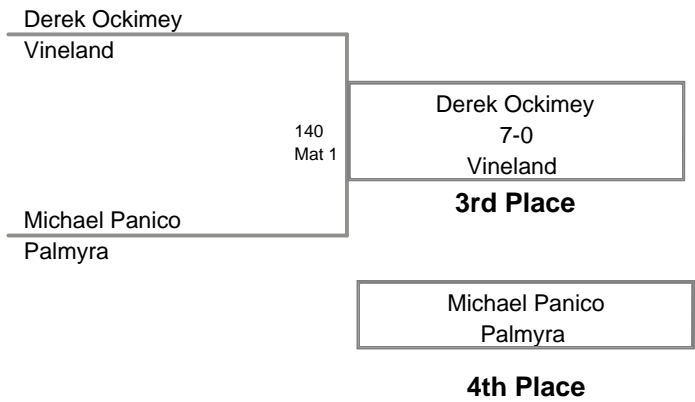 Derek Ockimey
Vineland
140
Mat 1
Michael Panico
Palmyra
Derek Ockimey
7-0
Vineland
3rd Place
Michael Panico
Palmyra
4th Place